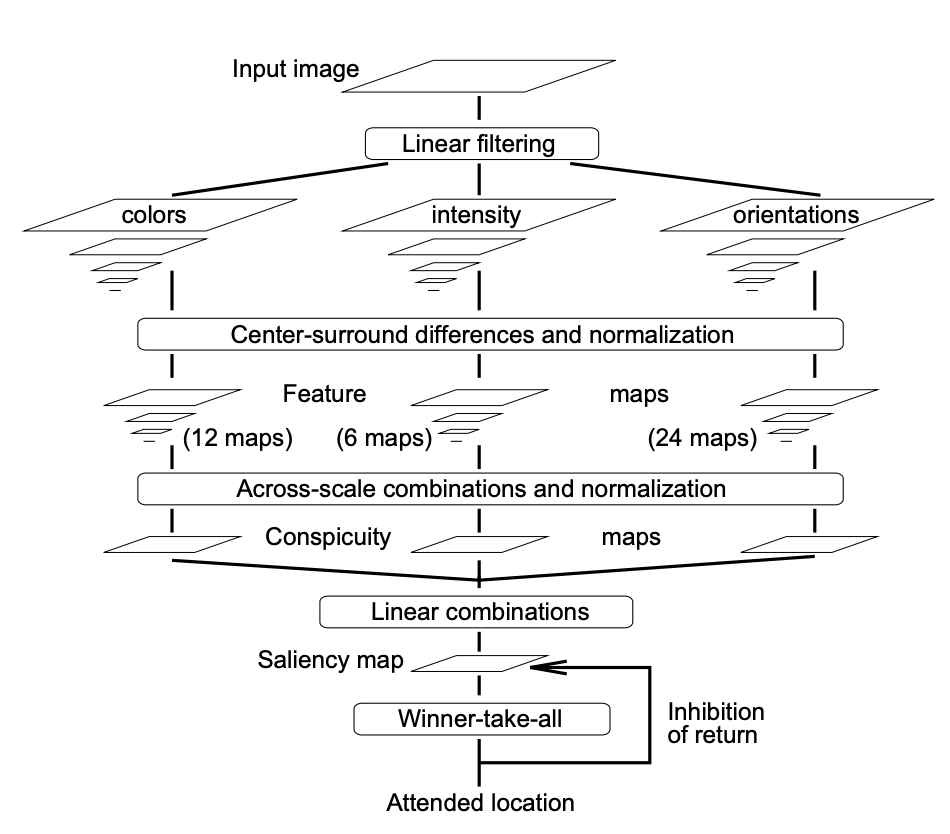 Input image
Linear filtering
colors intensity orientations
Center-surround differences and normalization
Feature maps
(12 maps) (6 maps) (24 maps)
Across-scale combinations and normalization
Conspicuity maps
Linear combinations
Saliency map
Winner-take-all
Inhibition
of return
Attended location